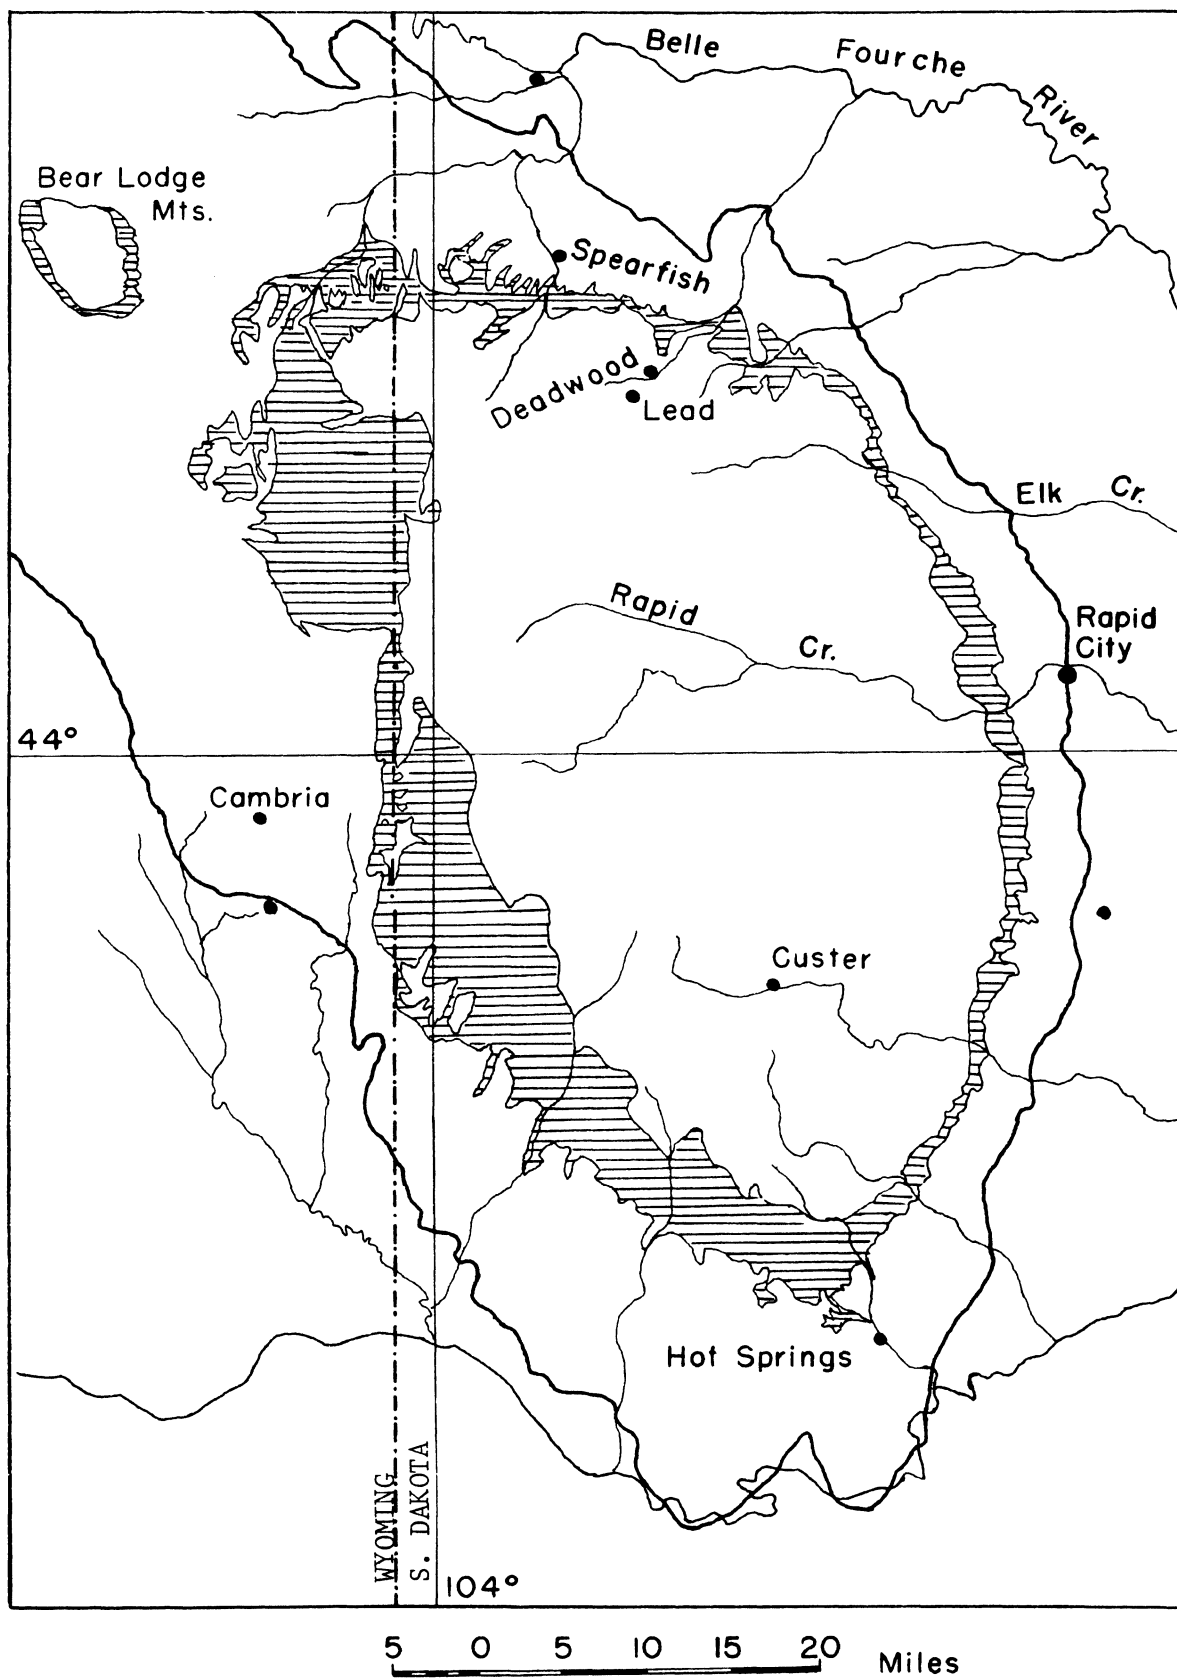 Belle Fourche River
Bear Lodge
Mts.
Spearfish
Deadwood
Lead
Elk Cr.
Rapid Cr.
Rapid
City
44°
Cambria
Custer
Hot Springs
WYOMING
S. DAKOTA
104°
5 0 5 10 15 20 Miles